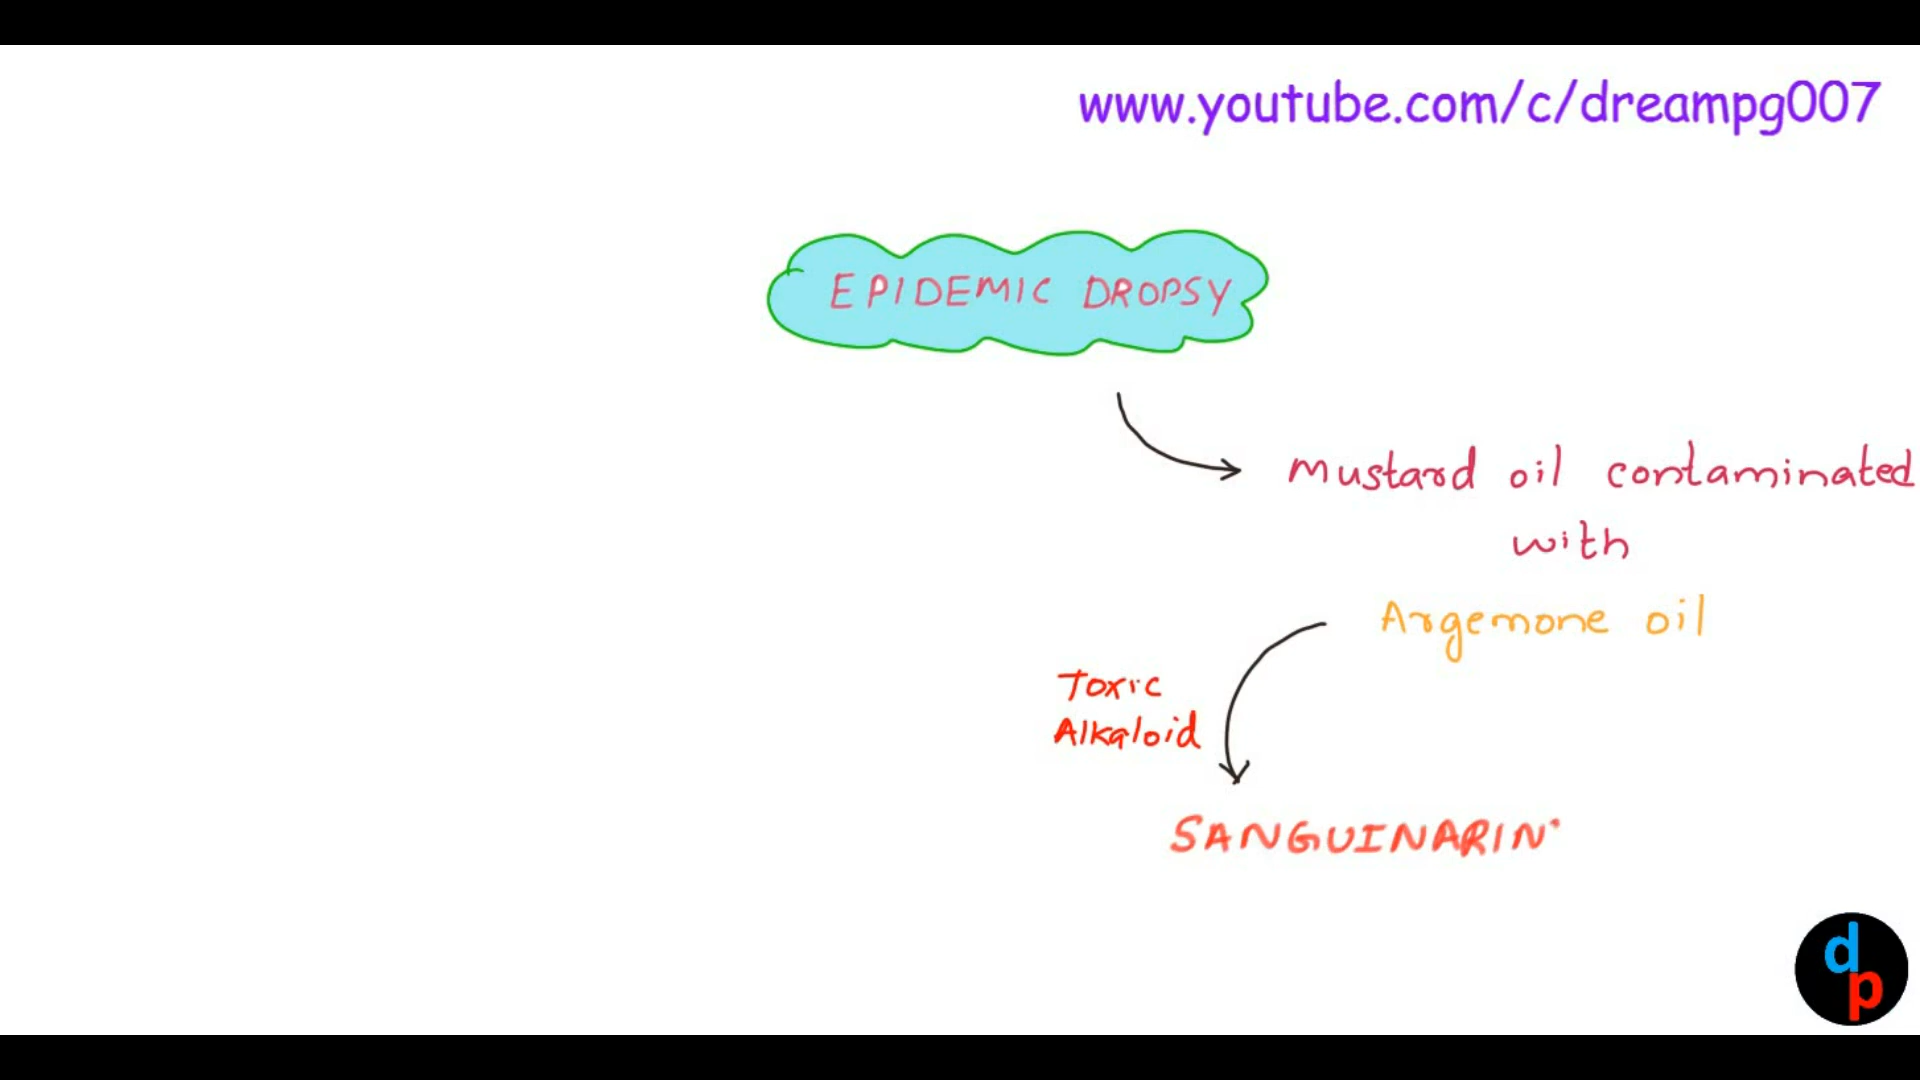 www.youtube.com/c/dreampg007
EPIDEMIC DROPSY
Mustard oil contaminated
with
Argemone oil
Toxic
Alkaloid
SANGUINARIN
dp